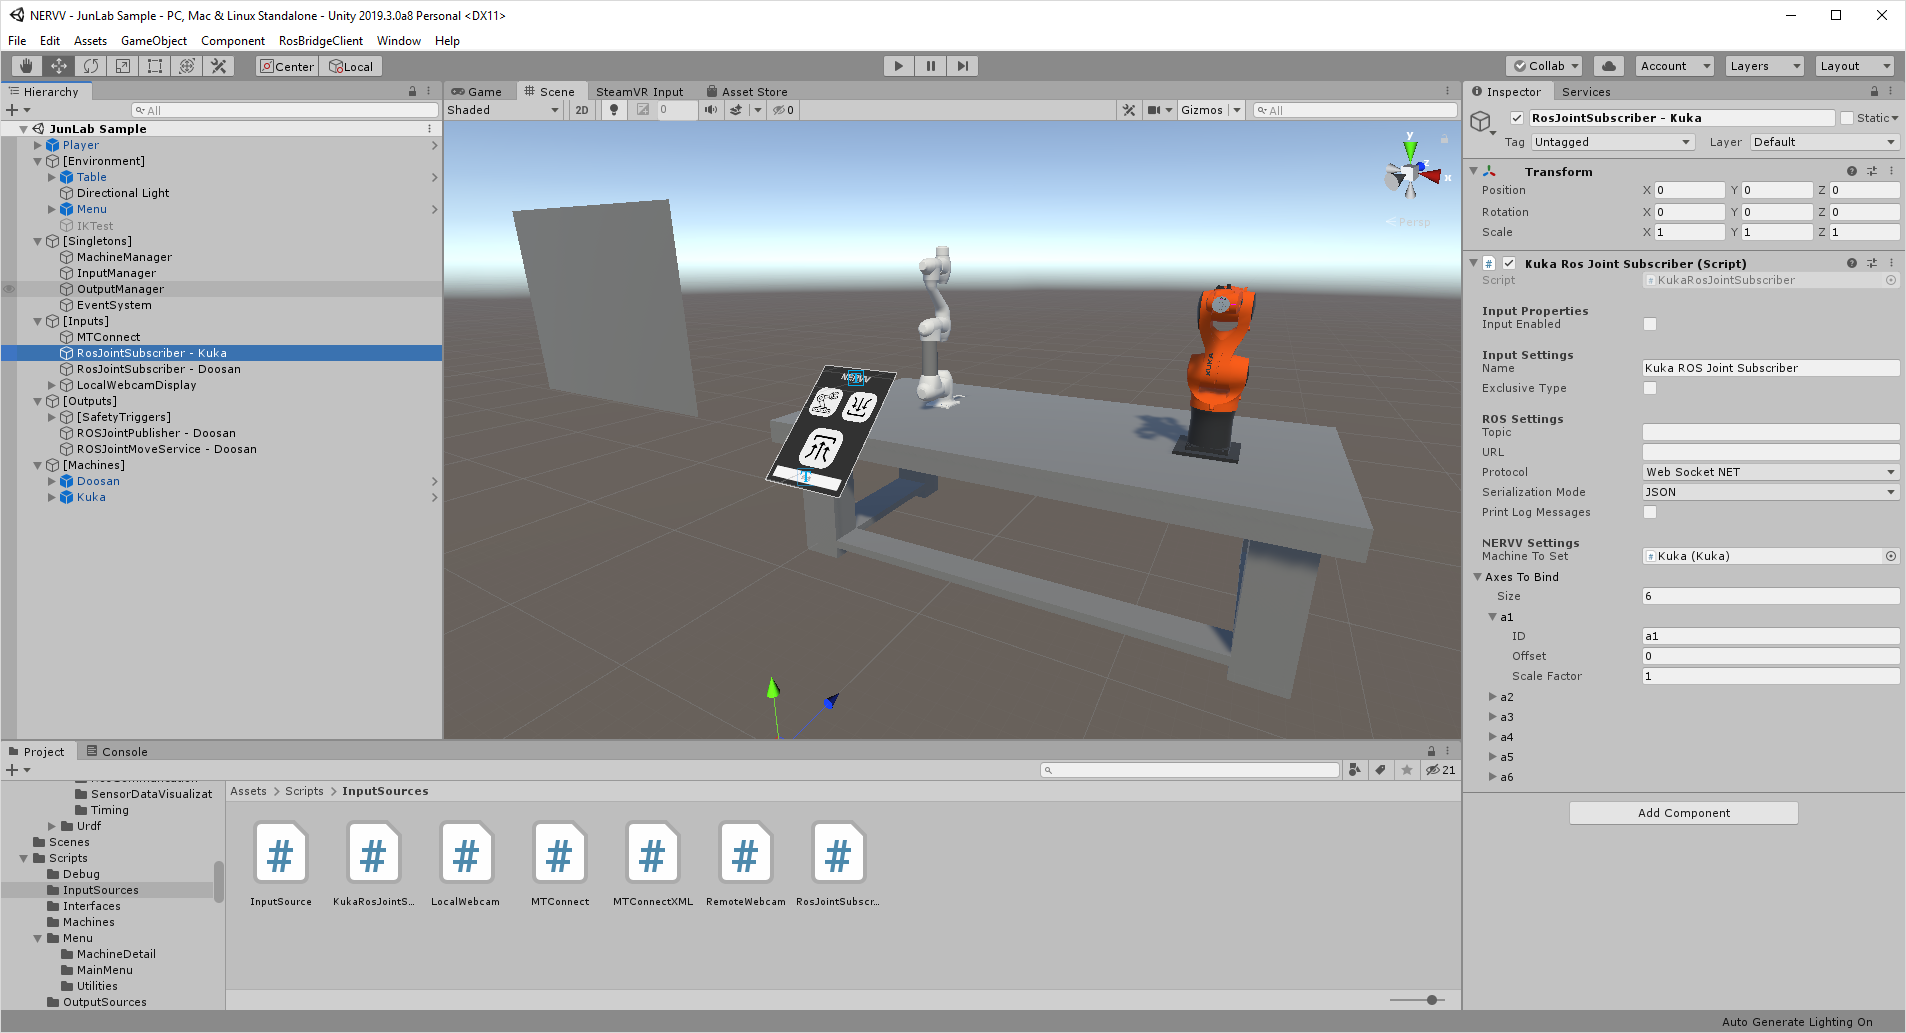 NERVV - JunLab Sample - PC, Mac & Linux Standalone - Unity 2019.3.0a8 Personal <DX11>
File Edit Assets GameObject Component RosBridgeClient Window Help
Center Local Collab Account Layers Layout
Hierarchy
All
JunLab Sample
Player
[Environment]
Table
Directional Light
Menu
IKTest
[Singletons]
MachineManager
InputManager
OutputManager
EventSystem
[Inputs]
MTConnect
RosJointSubscriber - Kuka
RosJointSubscriber - Doosan
LocalWebcamDisplay
[Outputs]
[SafetyTriggers]
ROSJointPublisher - Doosan
ROSJointMoveService - Doosan
[Machines]
Doosan
Kuka
Game Scene SteamVR Input Asset Store
Shaded 2D 0 0 Gizmos All
y
z
x
Persp
NERVV
KUKA
Inspector Services
RosJointSubscriber - Kuka Static
Tag Untagged Layer Default
Transform
Position X 0 Y 0 Z 0
Rotation X 0 Y 0 Z 0
Scale X 1 Y 1 Z 1
# Kuka Ros Joint Subscriber (Script)
Script KukaRosJointSubscriber
Input Properties
Input Enabled
Input Settings
Name Kuka ROS Joint Subscriber
Exclusive Type
ROS Settings
Topic
URL
Protocol Web Socket NET
Serialization Mode JSON
Print Log Messages
NERVV Settings
Machine To Set Kuka (Kuka)
Axes To Bind
Size 6
a1
ID a1
Offset 0
Scale Factor 1
a2
a3
a4
a5
a6
Add Component
Project Console
21
SensorDataVisualizat
Timing
Urdf
Scenes
Scripts
Debug
InputSources
Interfaces
Machines
Menu
MachineDetail
MainMenu
Utilities
OutputSources
Assets > Scripts > InputSources
# # # # # # #
InputSource KukaRosJointS... LocalWebcam MTConnect MTConnectXML RemoteWebcam RosJointSubscr...
Auto Generate Lighting On